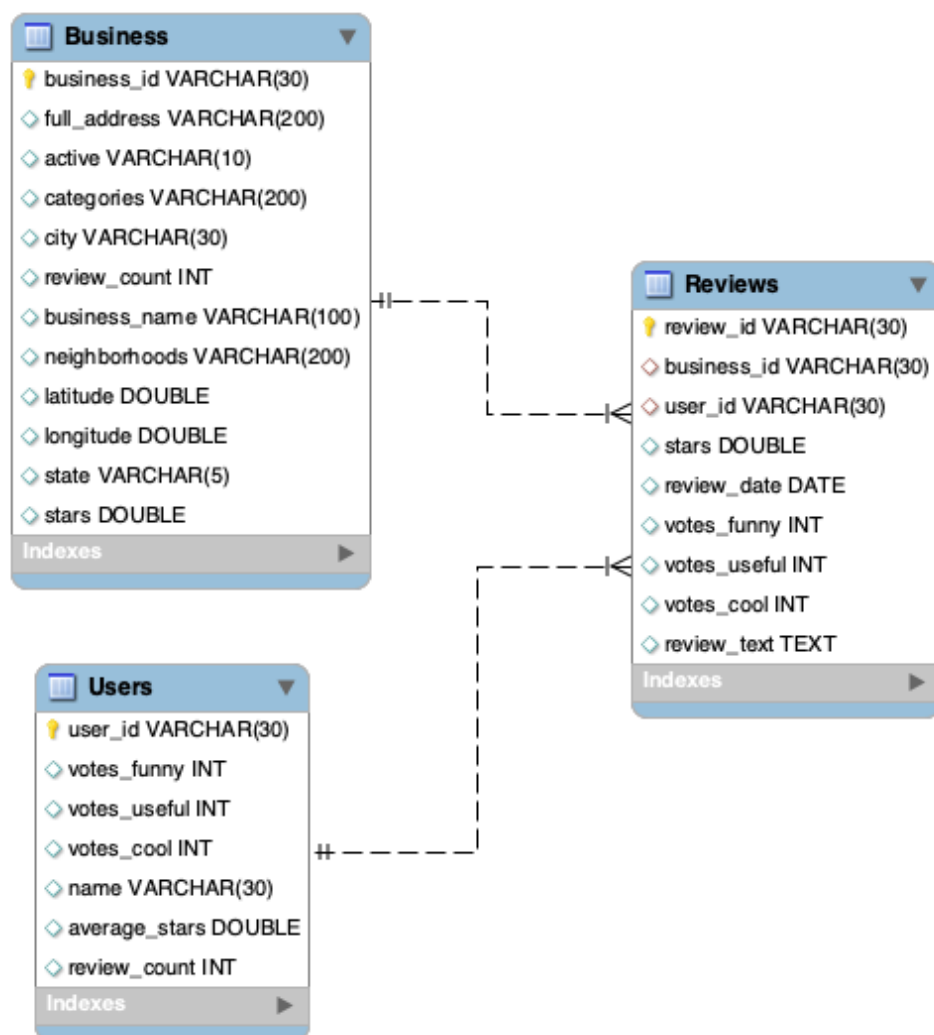 Business
business_id VARCHAR(30)
full_address VARCHAR(200)
active VARCHAR(10)
categories VARCHAR(200)
city VARCHAR(30)
review_count INT
business_name VARCHAR(100)
neighborhoods VARCHAR(200)
latitude DOUBLE
longitude DOUBLE
state VARCHAR(5)
stars DOUBLE
Indexes
Reviews
review_id VARCHAR(30)
business_id VARCHAR(30)
user_id VARCHAR(30)
stars DOUBLE
review_date DATE
votes_funny INT
votes_useful INT
votes_cool INT
review_text TEXT
Indexes
Users
user_id VARCHAR(30)
votes_funny INT
votes_useful INT
votes_cool INT
name VARCHAR(30)
average_stars DOUBLE
review_count INT
Indexes